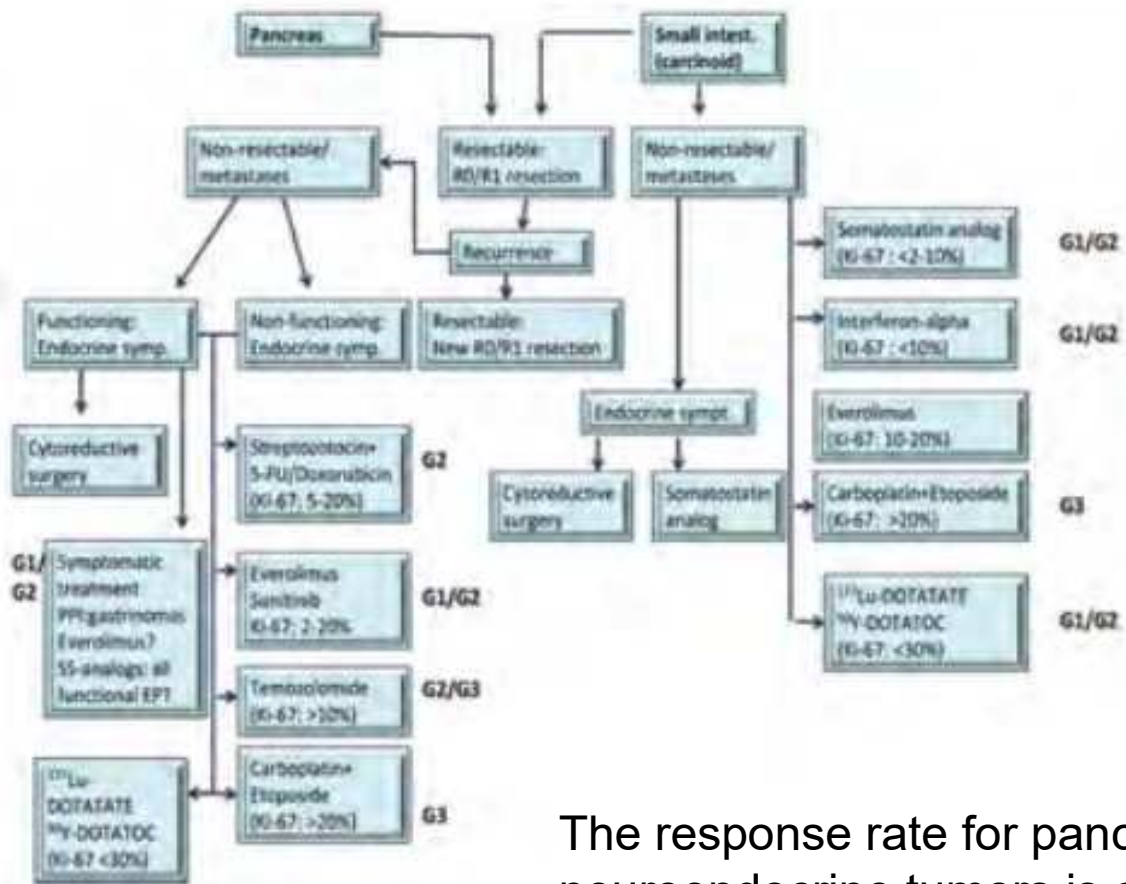 Pancreas
Small intest.
(carcinoid)
Non-resectable/
metastases
Resectable:
R0/R1 resection
Non-resectable/
metastases
Recurrence
Functioning:
Endocrine symp.
Non-functioning:
Endocrine symp.
Resectable:
New R0/R1 resection
Somatostatin analog
(Ki-67 : <2-10%)
G1/G2
Interferon-alpha
(Ki-67 : <10%)
G1/G2
Endocrine sympt.
Everolimus
(Ki-67: 10-20%)
Cytoreductive
surgery
Streptozotocin+
5-FU/Doxorubicin
(Ki-67: 5-20%)
G2
Cytoreductive
surgery
Somatostatin
analog
Carboplatin+Etoposide
(Ki-67: >20%)
G3
G1/
G2
Symptomatic
treatment
PPI:gastrinomas
Everolimus?
SS-analogs: all
functional EPT
Everolimus
Sunitinib
Ki-67: 2-20%
G1/G2
177Lu-DOTATATE
90Y-DOTATOC
(Ki-67: <30%)
G1/G2
Temozolomide
(Ki-67: >10%)
G2/G3
177Lu-
DOTATATE
90Y-DOTATOC
(Ki-67 <30%)
Carboplatin+
Etoposide
(Ki-67: >20%)
G3
The response rate for panc